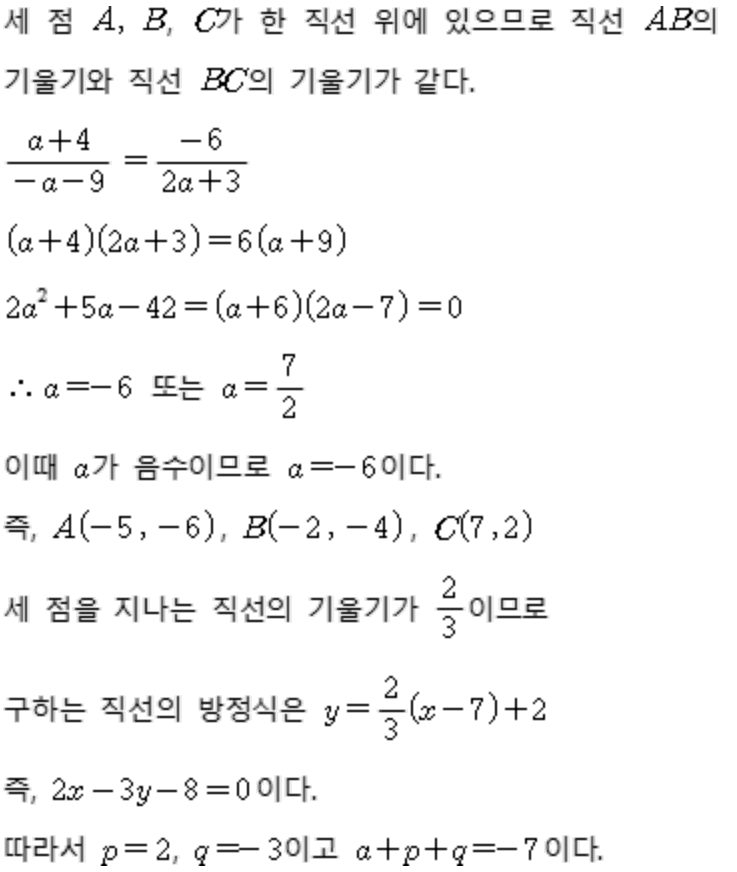 세 점 A, B, C가 한 직선 위에 있으므로 직선 AB의
기울기와 직선 BC의 기울기가 같다.
\frac{a+4}{-a-9} = \frac{-6}{2a+3}
(a+4)(2a+3)=6(a+9)
2a²+5a-42=(a+6)(2a-7)=0
∴ a=-6 또는 a=\frac{7}{2}
이때 a가 음수이므로 a=-6이다.
즉, A(-5, -6), B(-2, -4), C(7,2)
세 점을 지나는 직선의 기울기가 \frac{2}{3}이므로
구하는 직선의 방정식은 y=\frac{2}{3}(x-7)+2
즉, 2x-3y-8=0이다.
따라서 p=2, q=-3이고 a+p+q=-7이다.